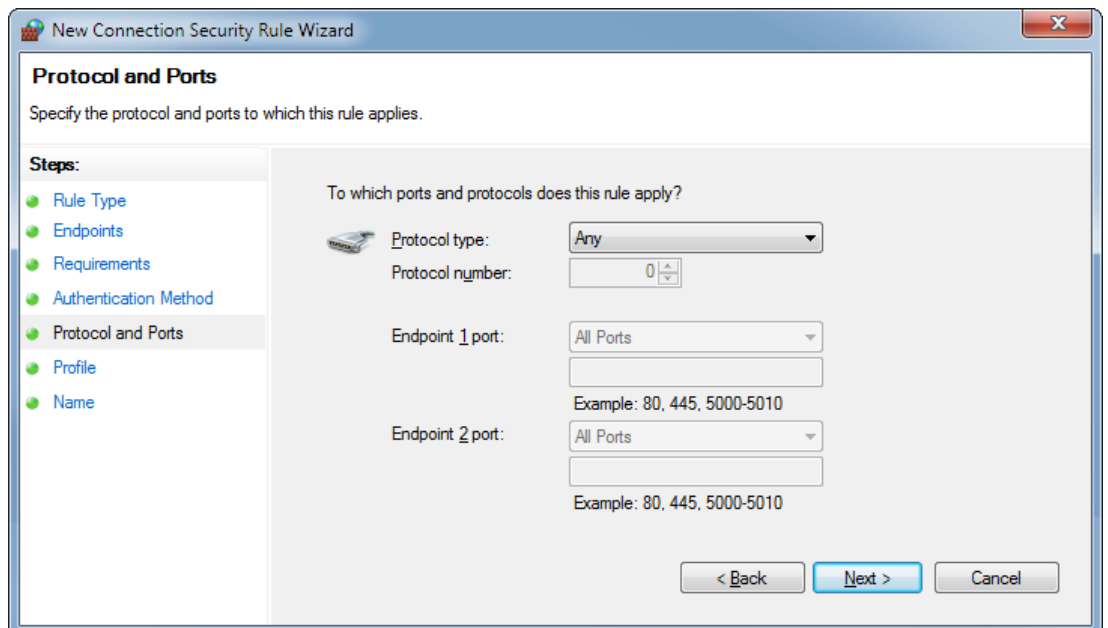 New Connection Security Rule Wizard
Protocol and Ports
Specify the protocol and ports to which this rule applies.
Steps:
Rule Type
Endpoints
Requirements
Authentication Method
Protocol and Ports
Profile
Name
To which ports and protocols does this rule apply?
Protocol type: Any
Protocol number: 0
Endpoint 1 port: All Ports
Example: 80, 445, 5000-5010
Endpoint 2 port: All Ports
Example: 80, 445, 5000-5010
< Back Next > Cancel